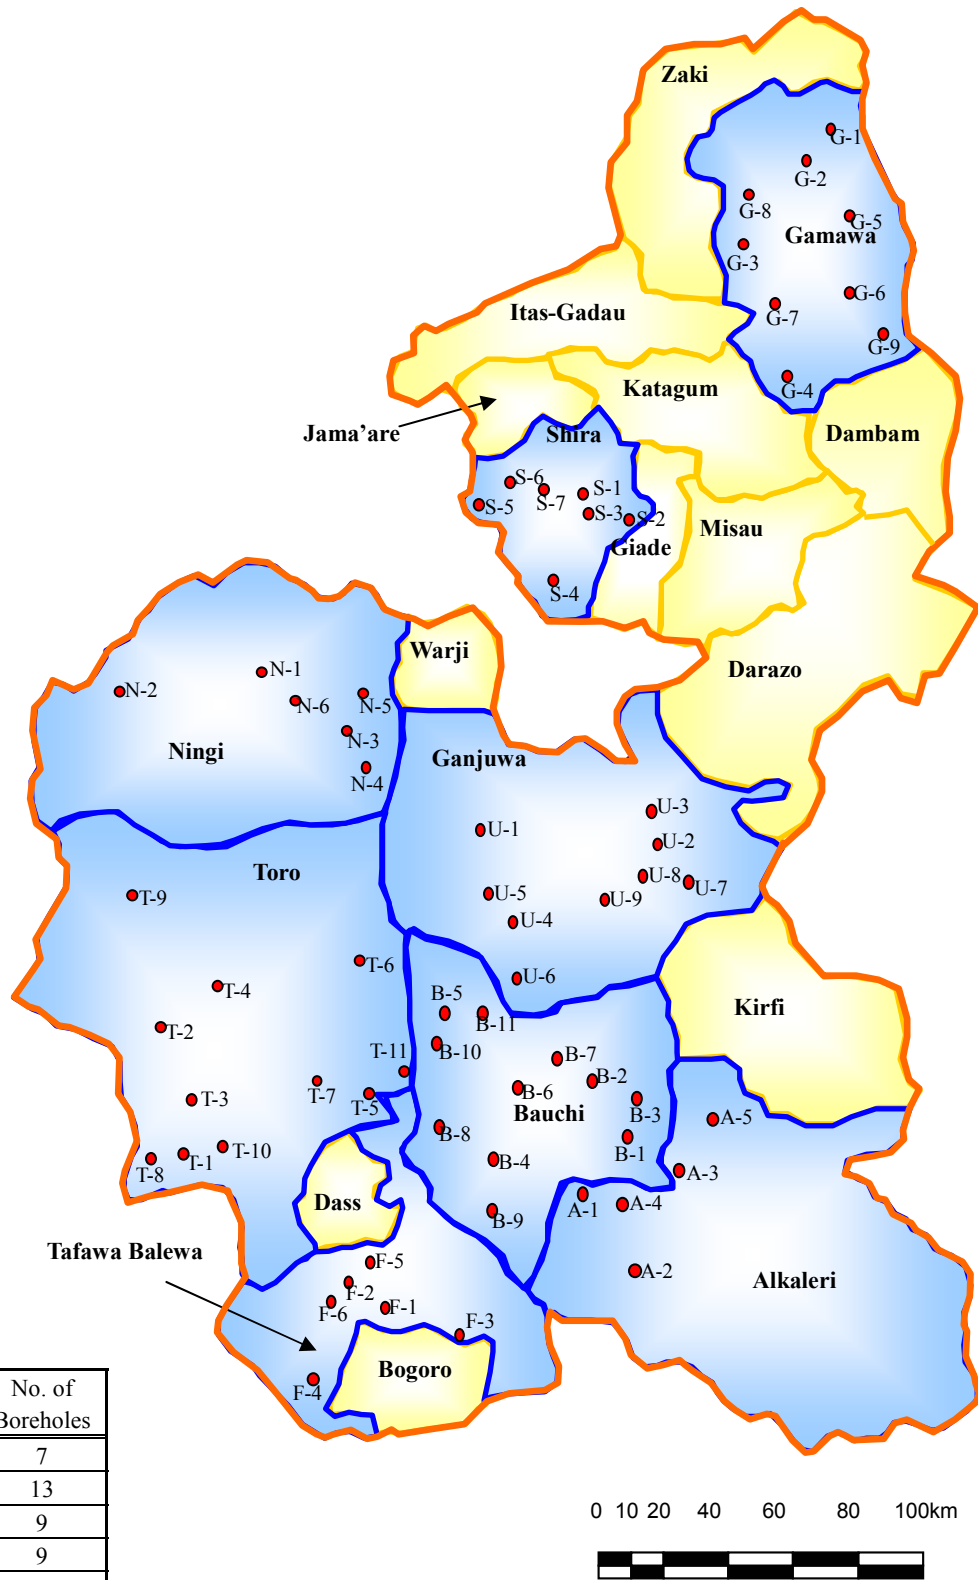 Zaki
G-1
G-2
G-8
G-5
Gamawa
G-3
G-6
G-7
Itas-Gadau
G-9
G-4
Katagum
Jama’are
Shira
Dambam
S-6
S-7
S-1
S-5
S-3
S-2
Misau
Giade
S-4
Warji
N-1
Darazo
N-2
N-6
N-5
N-3
Ningi
Ganjuwa
N-4
U-3
U-1
U-2
Toro
U-8
U-7
T-9
U-5
U-9
U-4
T-6
U-6
T-4
B-5
Kirfi
T-2
B-11
B-10
T-11
B-7
B-2
T-7
B-6
T-3
T-5
B-3
Bauchi
A-5
B-8
T-10
B-1
T-1
T-8
B-4
A-3
Dass
A-1
A-4
B-9
Tafawa Balewa
F-5
A-2
Alkaleri
F-2
F-6
F-1
F-3
Bogoro
F-4
No. of
Boreholes
7
13
9
9
0 10 20 40 60 80 100km